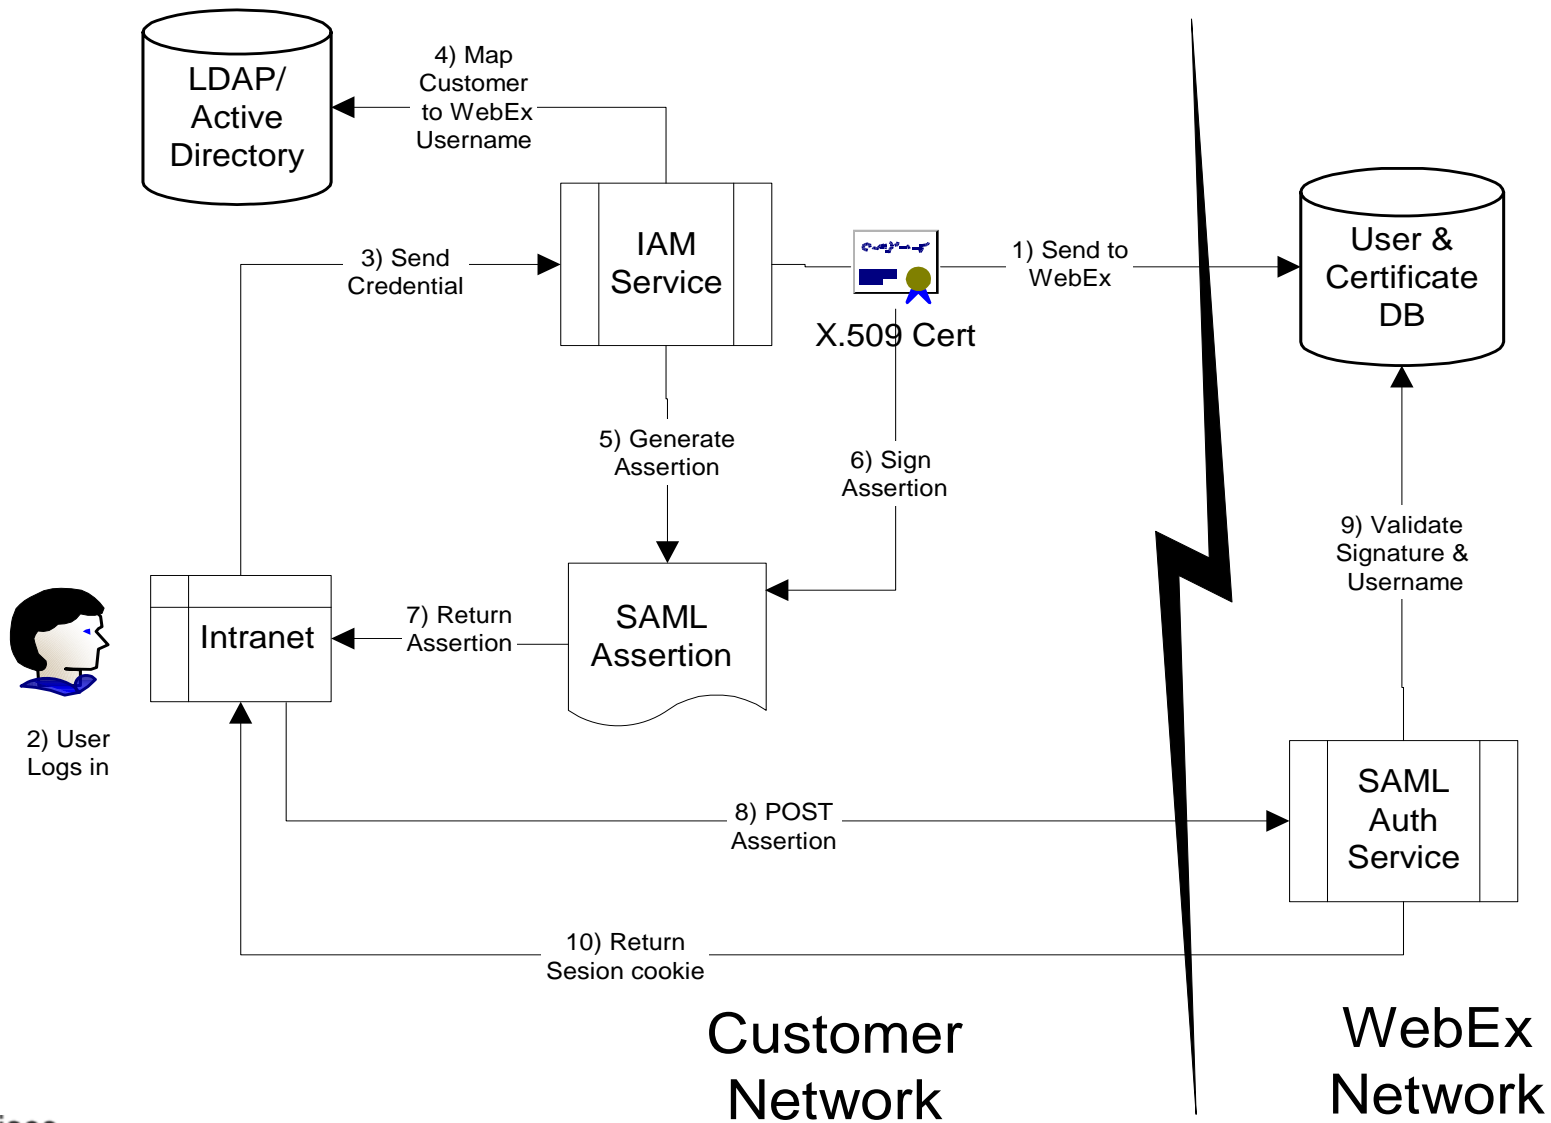 LDAP/
Active
Directory
4) Map
Customer
to WebEx
Username
IAM
Service
3) Send
Credential
X.509 Cert
1) Send to
WebEx
User &
Certificate
DB
5) Generate
Assertion
6) Sign
Assertion
9) Validate
Signature &
Username
Intranet
7) Return
Assertion
SAML
Assertion
2) User
Logs in
8) POST
Assertion
SAML
Auth
Service
10) Return
Sesion cookie
Customer
Network
WebEx
Network